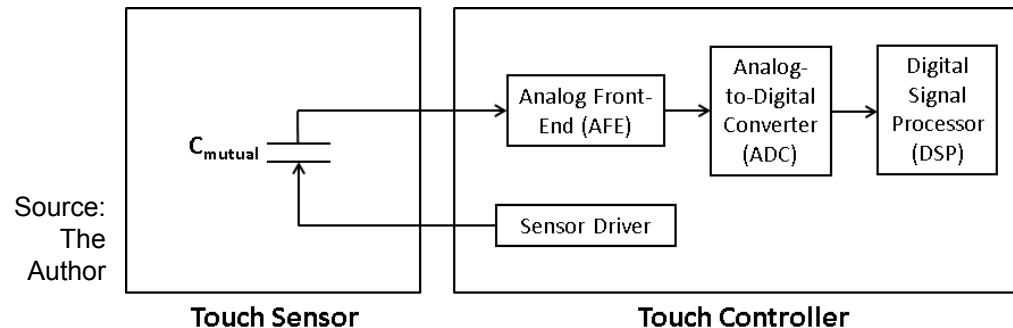 C_mutual
Analog Front-
End (AFE)
Analog-
to-Digital
Converter
(ADC)
Digital
Signal
Processor
(DSP)
Sensor Driver
Source:
The
Author
Touch Sensor
Touch Controller